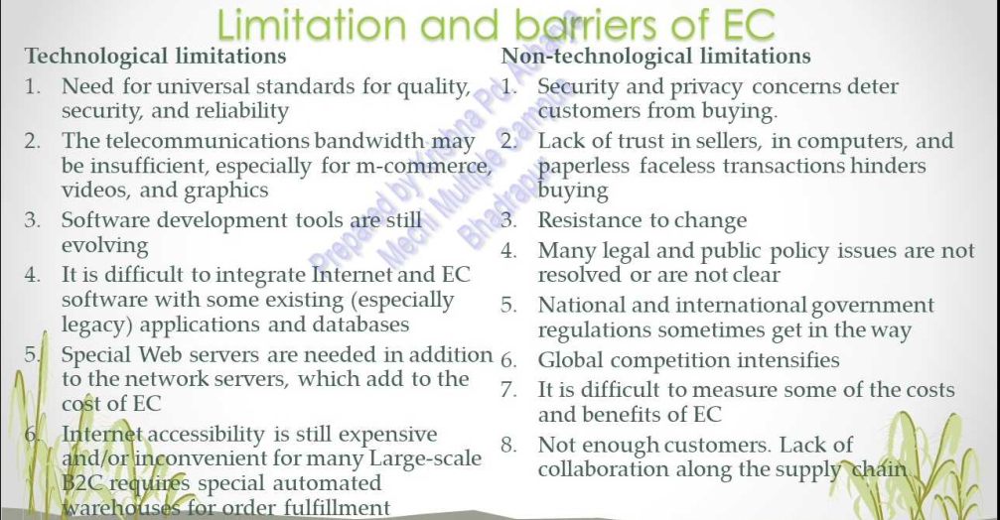 Limitation and barriers of EC
Technological limitations
1. Need for universal standards for quality,
security, and reliability
2. The telecommunications bandwidth may
be insufficient, especially for m-commerce,
videos, and graphics
3. Software development tools are still
evolving
4. It is difficult to integrate Internet and EC
software with some existing (especially
legacy) applications and databases
5. Special Web servers are needed in addition
to the network servers, which add to the
cost of EC
6. Internet accessibility is still expensive
and/or inconvenient for many Large-scale
B2C requires special automated
warehouses for order fulfillment
Non-technological limitations
1. Security and privacy concerns deter
customers from buying.
2. Lack of trust in sellers, in computers, and
paperless faceless transactions hinders
buying
3. Resistance to change
4. Many legal and public policy issues are not
resolved or are not clear
5. National and international government
regulations sometimes get in the way
6. Global competition intensifies
7. It is difficult to measure some of the costs
and benefits of EC
8. Not enough customers. Lack of
collaboration along the supply chain
Prepared by Krishna Pd. Acharya
Mechi Multiple Campus
Bhadrapur